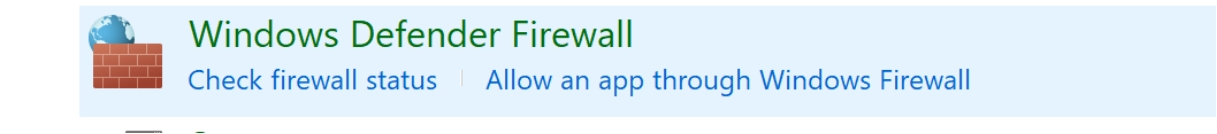 Windows Defender Firewall
Check firewall status
Allow an app through Windows Firewall